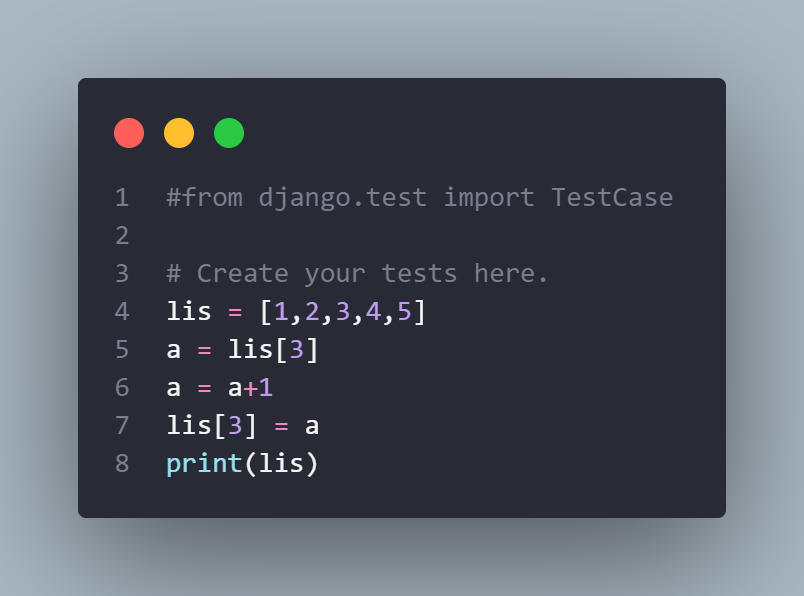 1 #from django.test import TestCase
2
3 # Create your tests here.
4 lis = [1,2,3,4,5]
5 a = lis[3]
6 a = a+1
7 lis[3] = a
8 print(lis)